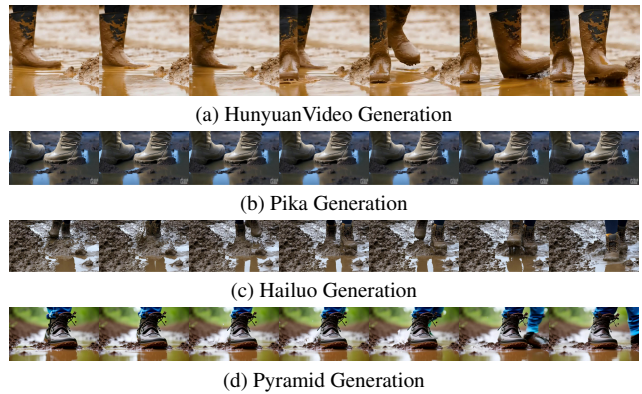 (a) HunyuanVideo Generation
(b) Pika Generation
(c) Hailuo Generation
(d) Pyramid Generation